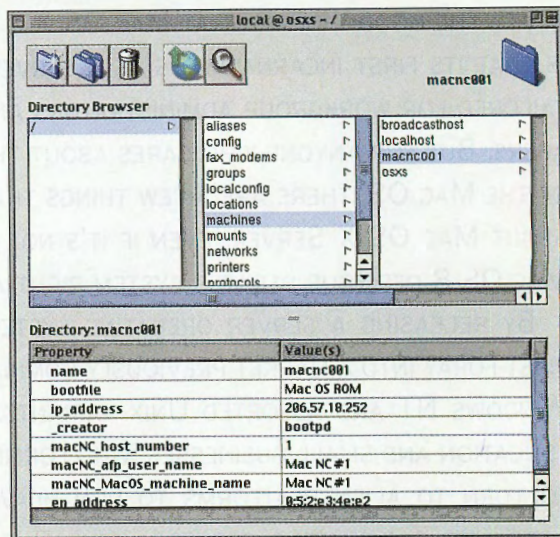 local @ osxs - /
macnc001
Directory Browser
/
aliases
config
fax_modems
groups
localconfig
locations
machines
mounts
networks
printers
protocols
broadcasthost
localhost
macnc001
osxs
Directory: macnc001
Property Value(s)
name macnc001
bootfile Mac OS ROM
ip_address 206.57.18.252
_creator bootpd
macNC_host_number 1
macNC_afp_user_name Mac NC #1
macNC_MacOS_machine_name Mac NC #1
en_address 0:5:2:e3:4e:e2